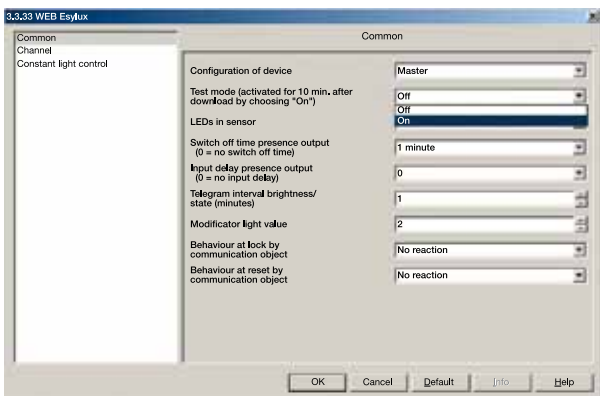 3.3.33 WEB Esylux
Common
Channel
Constant light control
Common
Configuration of device
Master
Test mode (activated for 10 min. after
download by choosing "On")
Off
Off
On
LEDs in sensor
Switch off time presence output
(0 = no switch off time)
1 minute
Input delay presence output
(0 = no input delay)
0
Telegram interval brightness/
state (minutes)
1
Modificator light value
2
Behaviour at lock by
communication object
No reaction
Behaviour at reset by
communication object
No reaction
OK
Cancel
Default
Info
Help